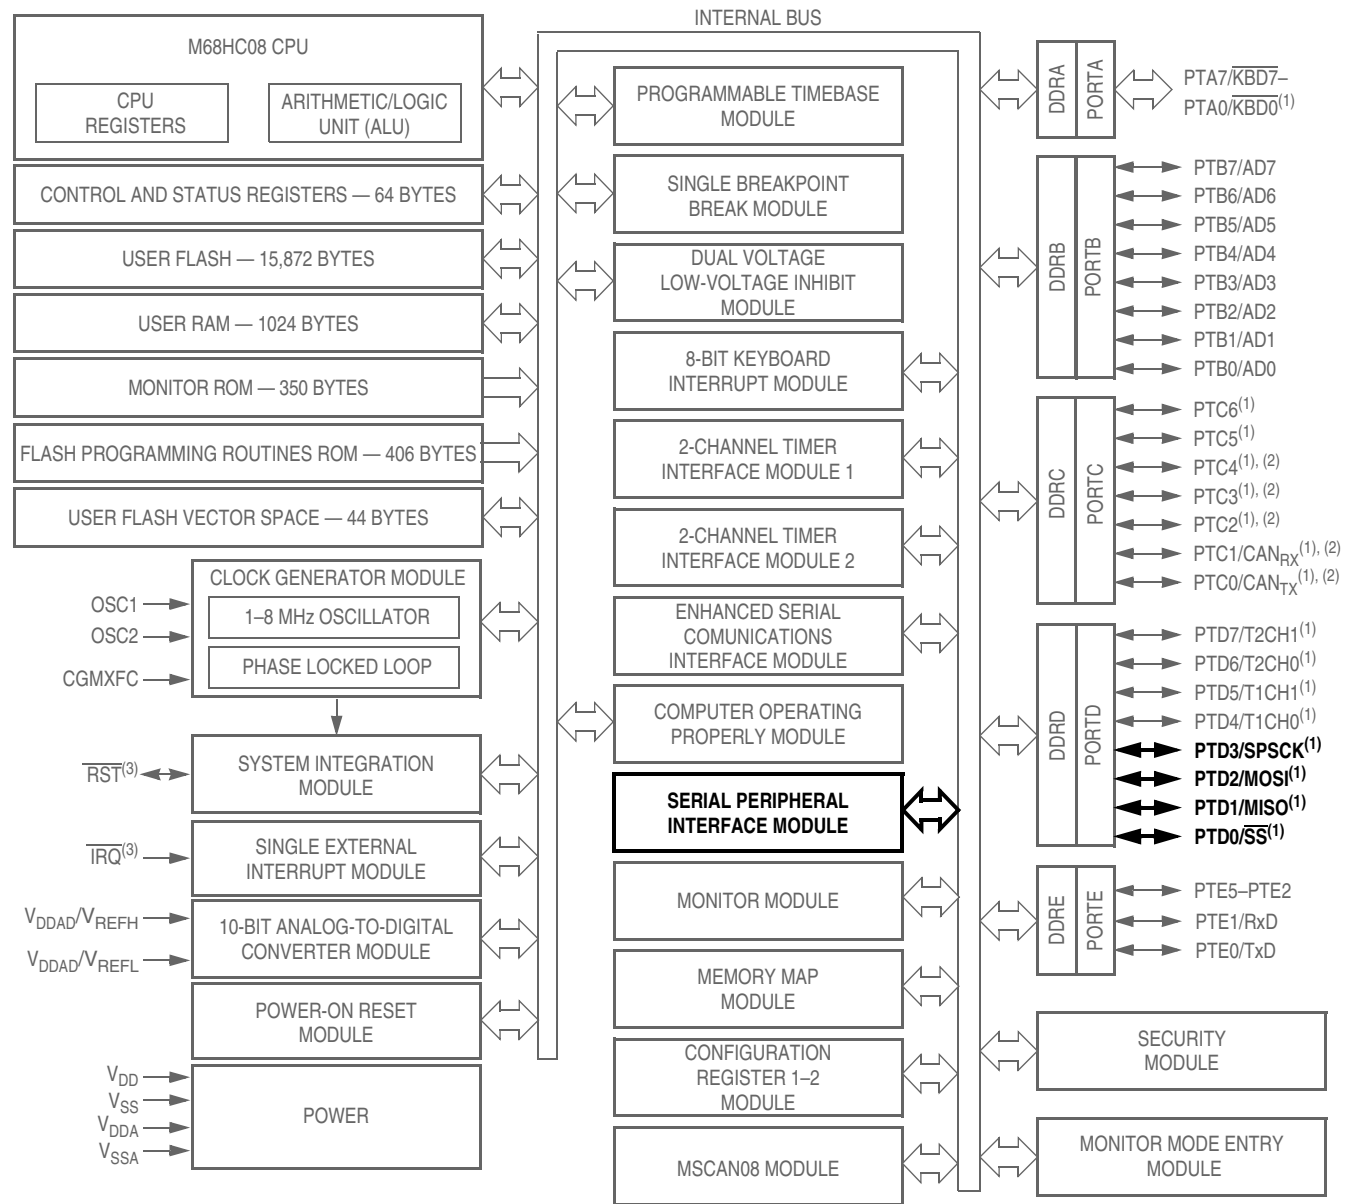 INTERNAL BUS
M68HC08 CPU
CPU
REGISTERS
ARITHMETIC/LOGIC
UNIT (ALU)
CONTROL AND STATUS REGISTERS — 64 BYTES
USER FLASH — 15,872 BYTES
USER RAM — 1024 BYTES
MONITOR ROM — 350 BYTES
FLASH PROGRAMMING ROUTINES ROM — 406 BYTES
USER FLASH VECTOR SPACE — 44 BYTES
CLOCK GENERATOR MODULE
1–8 MHz OSCILLATOR
PHASE LOCKED LOOP
OSC1
OSC2
CGMXFC
SYSTEM INTEGRATION
MODULE
RST(3)
SINGLE EXTERNAL
INTERRUPT MODULE
IRQ(3)
10-BIT ANALOG-TO-DIGITAL
CONVERTER MODULE
VDDAD/VREFH
VDDAD/VREFL
POWER-ON RESET
MODULE
POWER
VDD
VSS
VDDA
VSSA
PROGRAMMABLE TIMEBASE
MODULE
SINGLE BREAKPOINT
BREAK MODULE
DUAL VOLTAGE
LOW-VOLTAGE INHIBIT
MODULE
8-BIT KEYBOARD
INTERRUPT MODULE
2-CHANNEL TIMER
INTERFACE MODULE 1
2-CHANNEL TIMER
INTERFACE MODULE 2
ENHANCED SERIAL
COMUNICATIONS
INTERFACE MODULE
COMPUTER OPERATING
PROPERLY MODULE
SERIAL PERIPHERAL
INTERFACE MODULE
MONITOR MODULE
MEMORY MAP
MODULE
CONFIGURATION
REGISTER 1–2
MODULE
MSCAN08 MODULE
DDRA
PORTA
PTA7/KBD7–
PTA0/KBD0(1)
DDRB
PORTB
PTB7/AD7
PTB6/AD6
PTB5/AD5
PTB4/AD4
PTB3/AD3
PTB2/AD2
PTB1/AD1
PTB0/AD0
DDRC
PORTC
PTC6(1)
PTC5(1)
PTC4(1), (2)
PTC3(1), (2)
PTC2(1), (2)
PTC1/CANRX(1), (2)
PTC0/CANTX(1), (2)
DDRD
PORTD
PTD7/T2CH1(1)
PTD6/T2CH0(1)
PTD5/T1CH1(1)
PTD4/T1CH0(1)
PTD3/SPSCK(1)
PTD2/MOSI(1)
PTD1/MISO(1)
PTD0/SS(1)
DDRE
PORTE
PTE5–PTE2
PTE1/RxD
PTE0/TxD
SECURITY
MODULE
MONITOR MODE ENTRY
MODULE